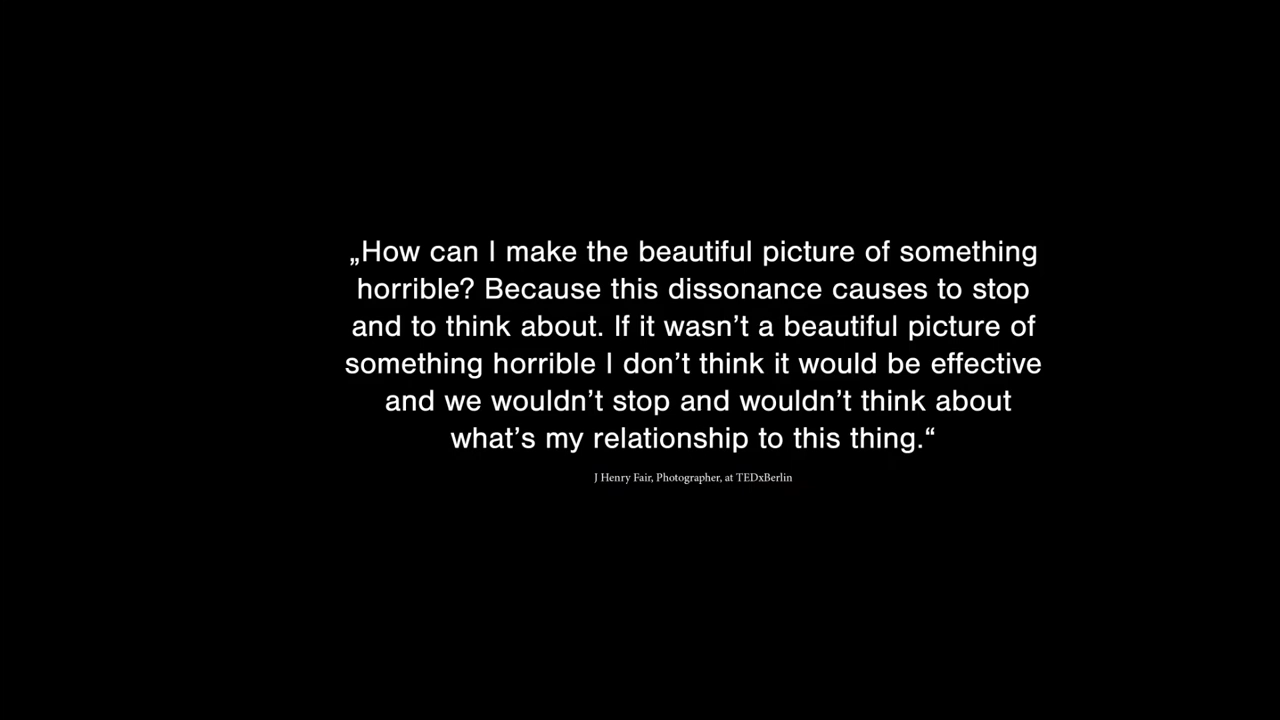 „How can I make the beautiful picture of something
horrible? Because this dissonance causes to stop
and to think about. If it wasn’t a beautiful picture of
something horrible I don’t think it would be effective
and we wouldn’t stop and wouldn’t think about
what’s my relationship to this thing.“
J Henry Fair, Photographer, at TEDxBerlin